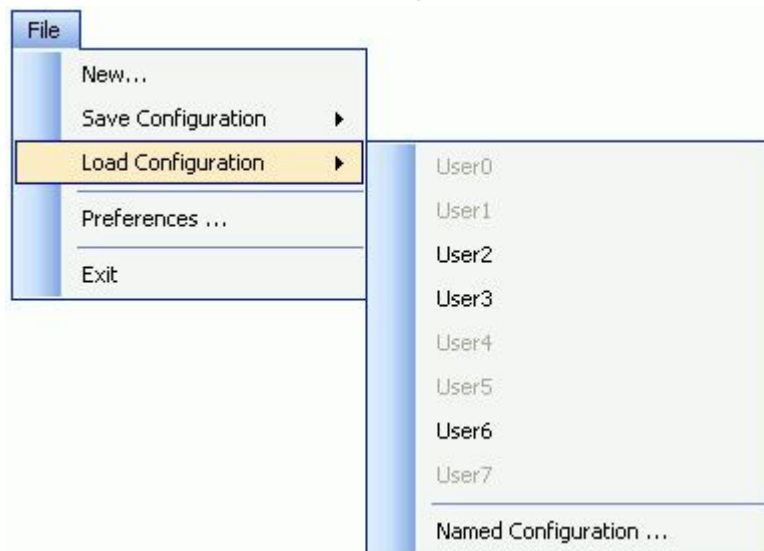 File
New...
Save Configuration
Load Configuration
Preferences ...
Exit
User0
User1
User2
User3
User4
User5
User6
User7
Named Configuration ...